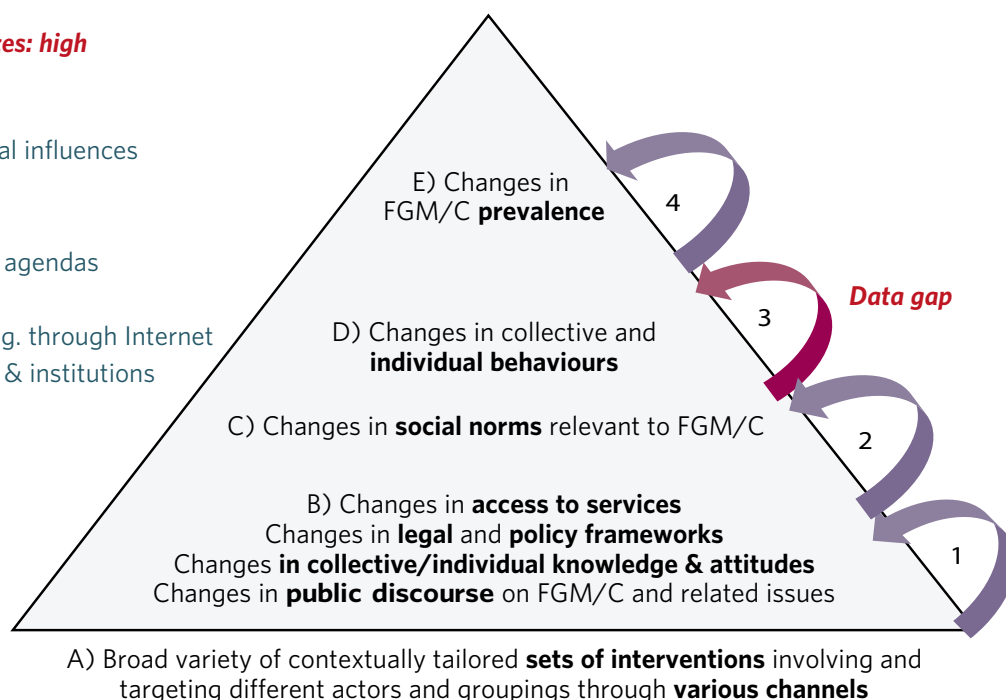 high
influences
agendas
through Internet
& institutions
E) Changes in
FGM/C prevalence
4
Data gap
3
D) Changes in collective and
individual behaviours
C) Changes in social norms relevant to FGM/C
2
B) Changes in access to services
Changes in legal and policy frameworks
Changes in collective/individual knowledge & attitudes
Changes in public discourse on FGM/C and related issues
1
A) Broad variety of contextually tailored sets of interventions involving and
targeting different actors and groupings through various channels